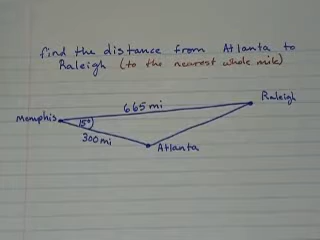 find the distance from Atlanta to
Raleigh (to the nearest whole mile)
Raleigh
665 mi
Memphis
15°
300 mi
Atlanta